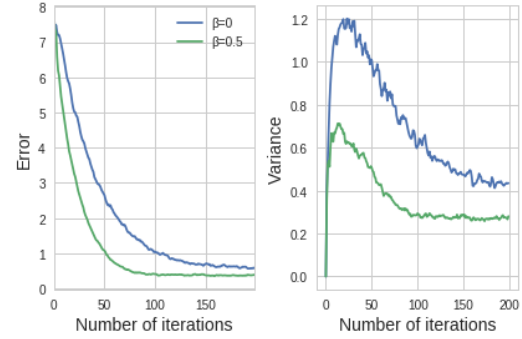 8
7
6
5
4
3
2
1
0
Error
β=0
β=0.5
0 50 100 150
Number of iterations
1.2
1.0
0.8
0.6
0.4
0.2
0.0
Variance
0 50 100 150 200
Number of iterations